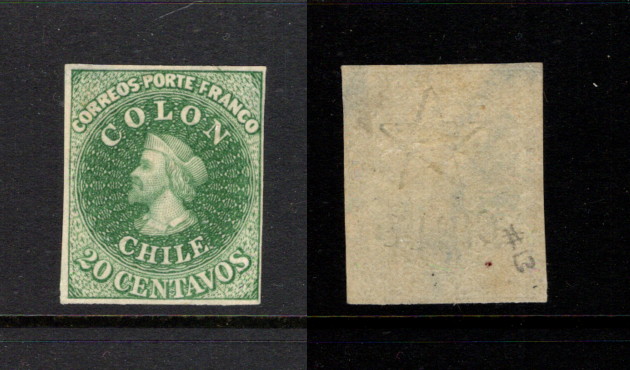 CORREOS·PORTE·FRANCO
COLON
CHILE
20 CENTAVOS
#13